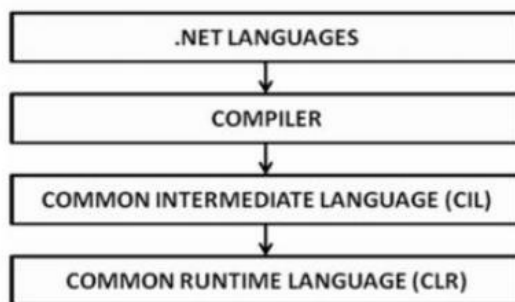 .NET LANGUAGES
COMPILER
COMMON INTERMEDIATE LANGUAGE (CIL)
COMMON RUNTIME LANGUAGE (CLR)